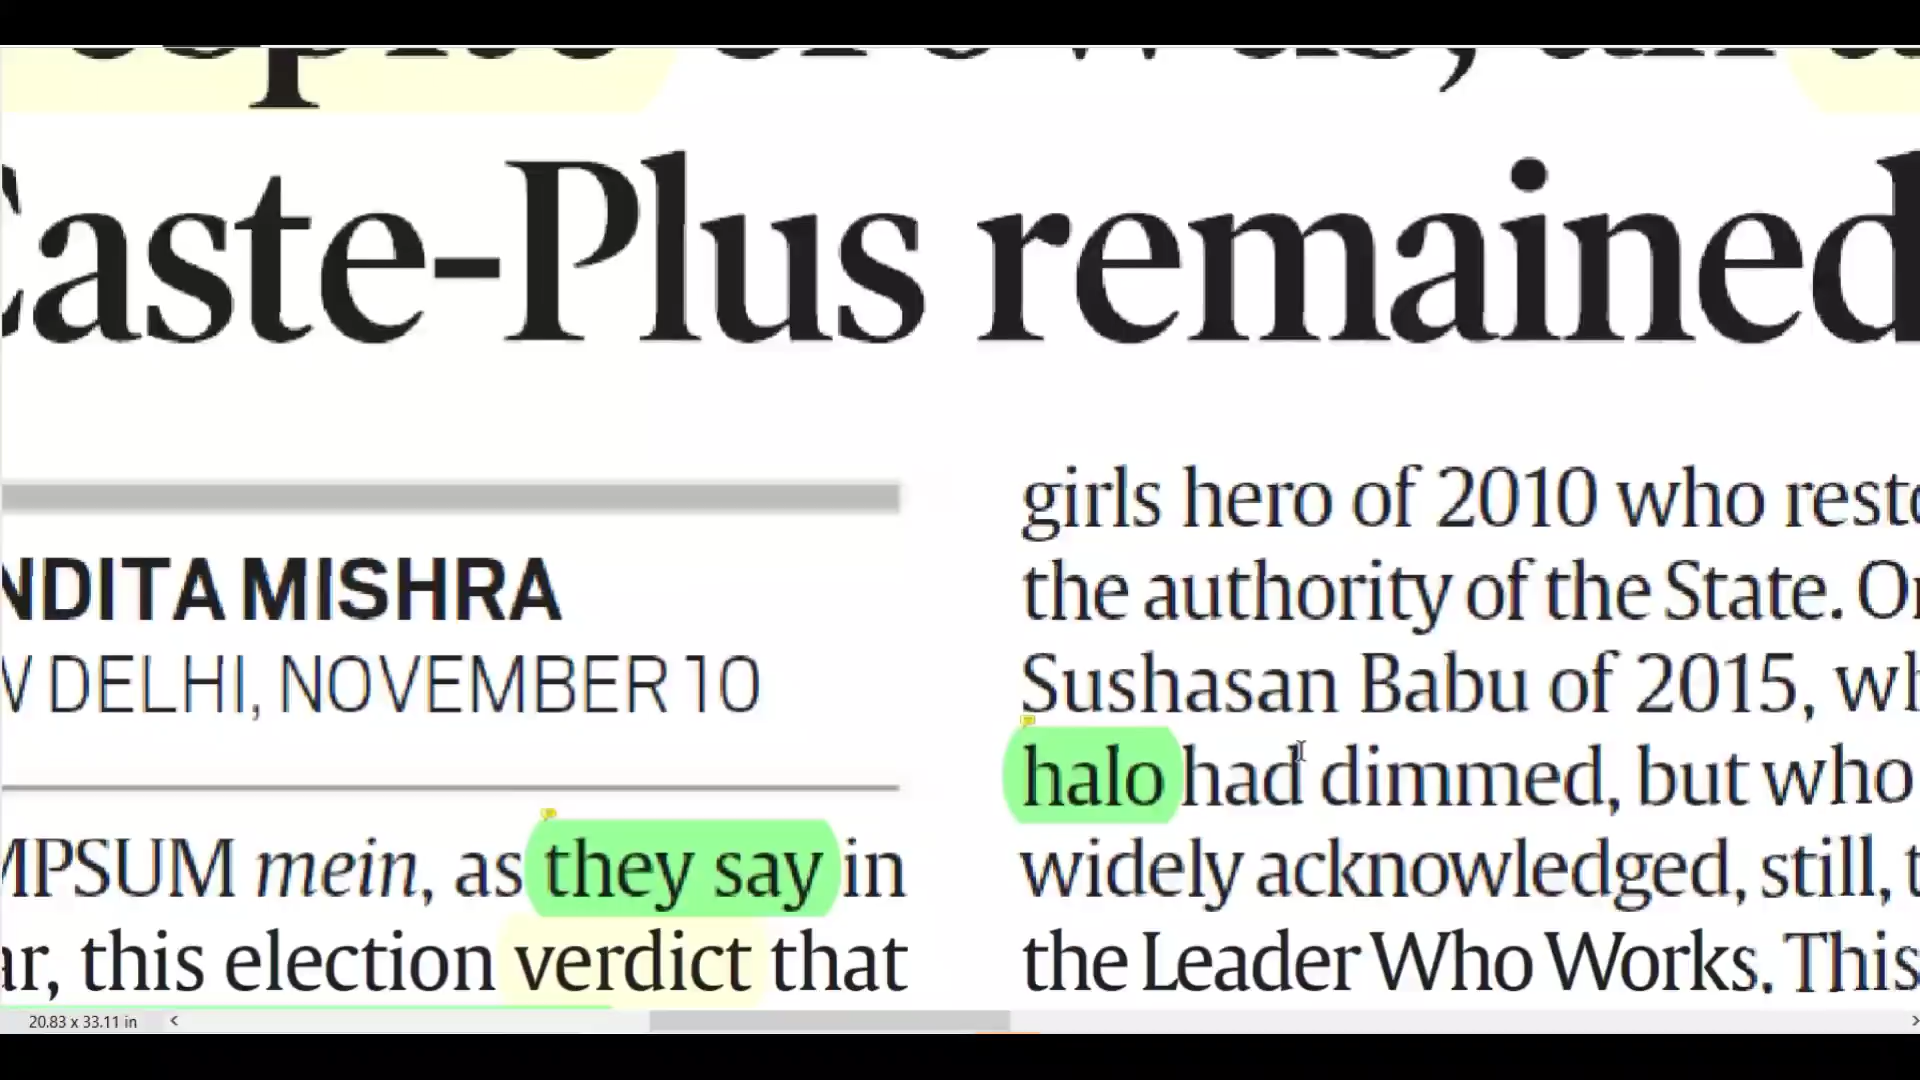 Caste-Plus remained
NDITA MISHRA
W DELHI, NOVEMBER 10
MPSUM mein, as they say in
ar, this election verdict that
girls hero of 2010 who resto
the authority of the State. Or
Sushasan Babu of 2015, wh
halo had dimmed, but who
widely acknowledged, still, t
the Leader Who Works. This
20.83 x 33.11 in